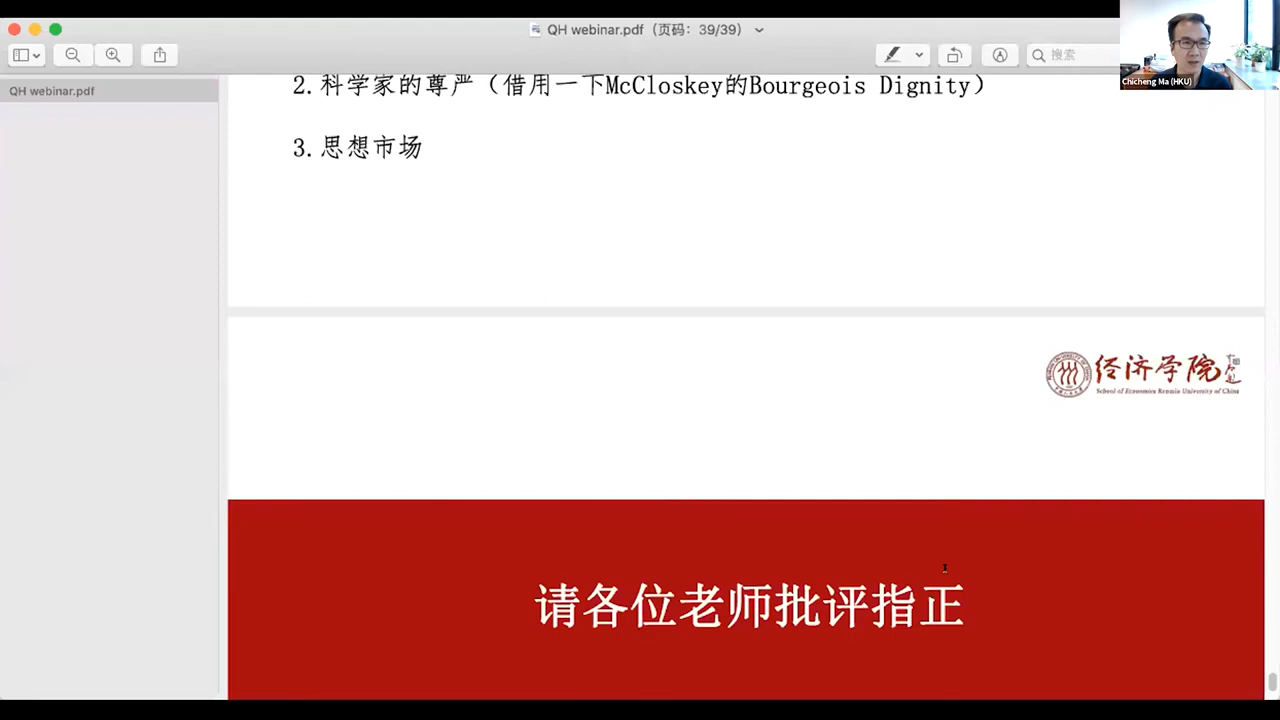 QH webinar.pdf（页码：39/39）
搜索
Chicheng Ma (HKU)
QH webinar.pdf
2.科学家的尊严（借用一下McCloskey的Bourgeois Dignity）
3.思想市场
经济学院
School of Economics Renmin University of China
请各位老师批评指正